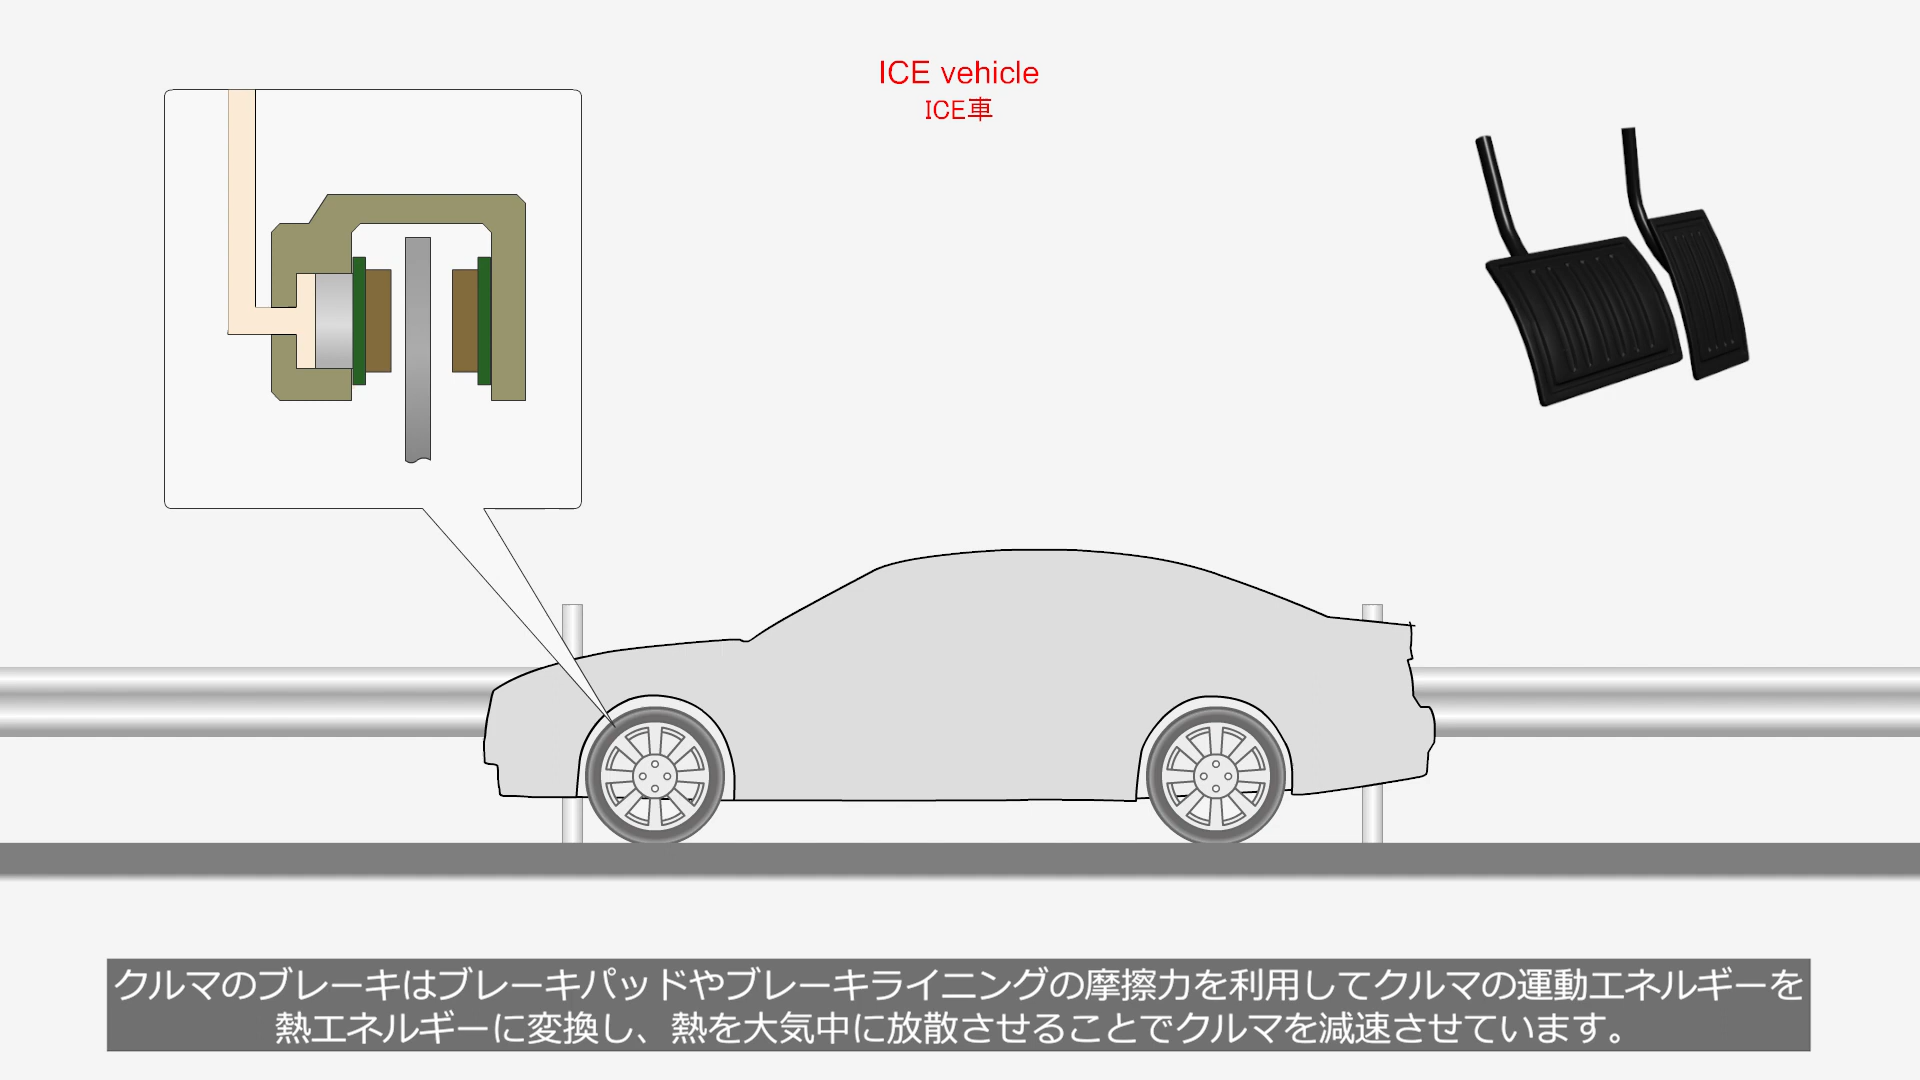 ICE vehicle
ICE車
クルマのブレーキはブレーキパッドやブレーキライニングの摩擦力を利用してクルマの運動エネルギーを
熱エネルギーに変換し、熱を大気中に放散させることでクルマを減速させています。